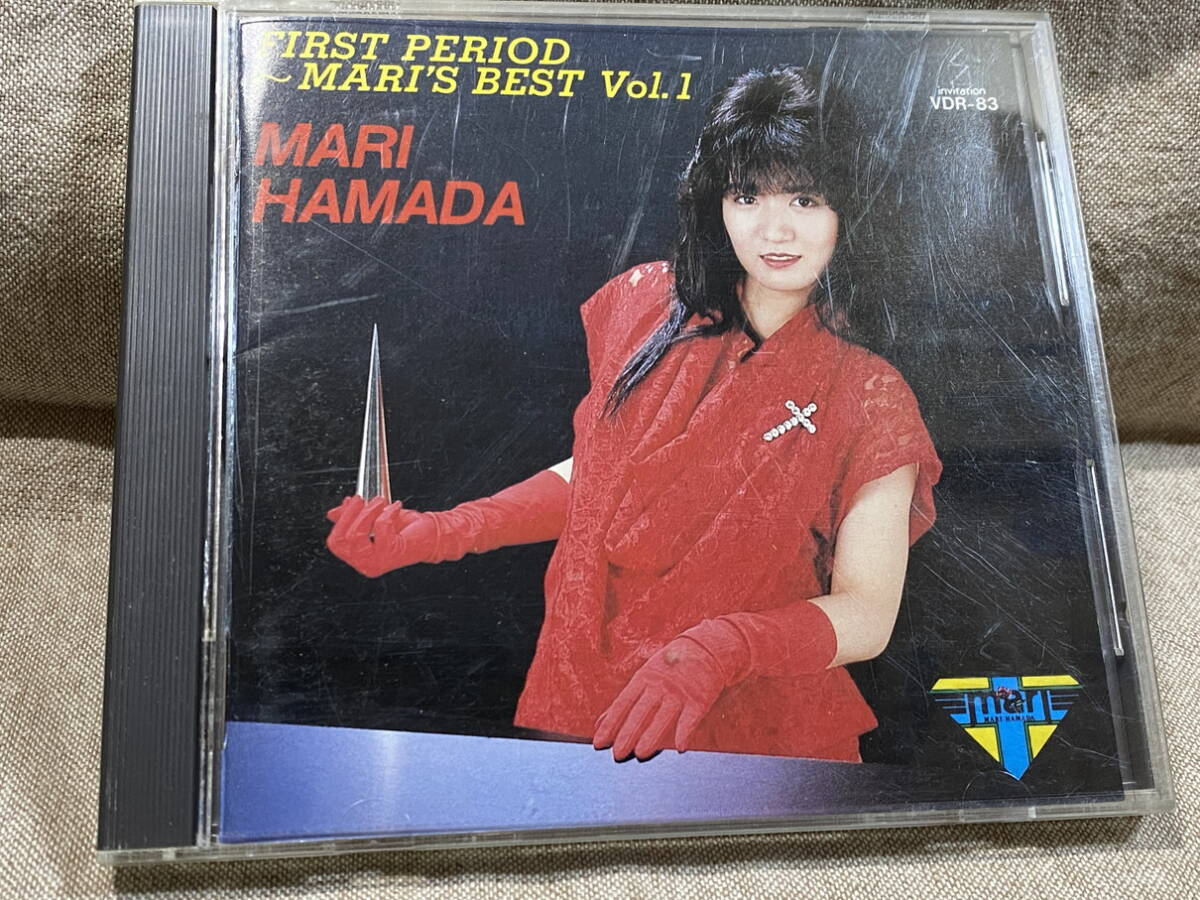 FIRST PERIOD
~MARI'S BEST Vol.1
MARI
HAMADA
invitation
VDR-83
mari
MARI HAMADA